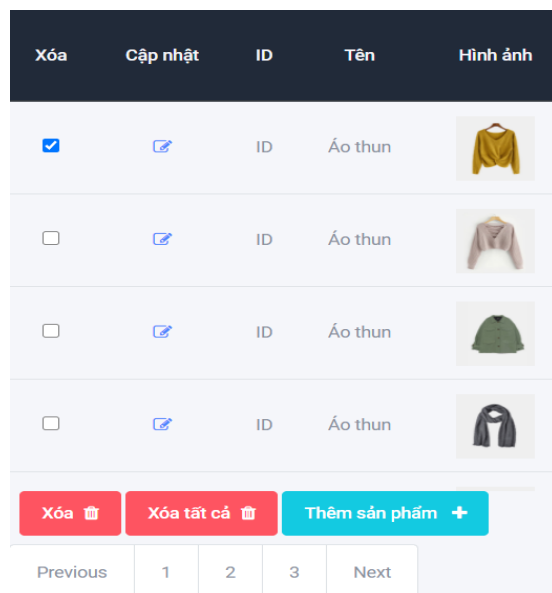 Xóa Cập nhật ID Tên Hình ảnh
ID Áo thun
ID Áo thun
ID Áo thun
ID Áo thun
Xóa Xóa tất cả Thêm sản phẩm +
Previous 1 2 3 Next